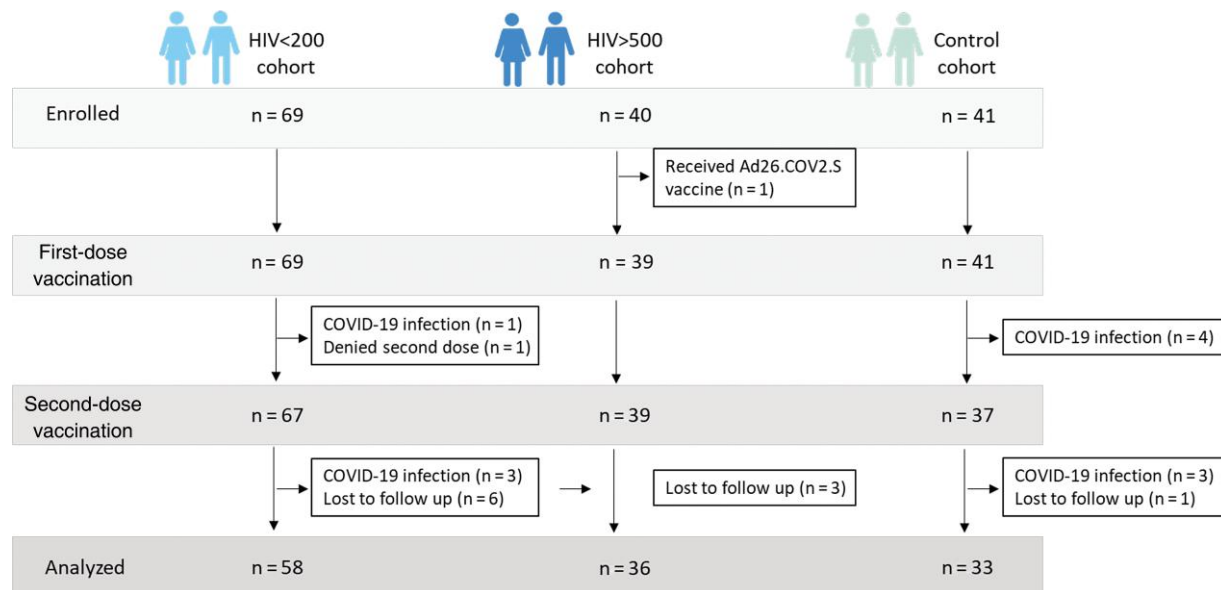 HIV<200
cohort
HIV>500
cohort
Control
cohort
Enrolled
n = 69
n = 40
n = 41
Received Ad26.COV2.S
vaccine (n = 1)
First-dose
vaccination
n = 69
n = 39
n = 41
COVID-19 infection (n = 1)
Denied second dose (n = 1)
COVID-19 infection (n = 4)
Second-dose
vaccination
n = 67
n = 39
n = 37
COVID-19 infection (n = 3)
Lost to follow up (n = 6)
Lost to follow up (n = 3)
COVID-19 infection (n = 3)
Lost to follow up (n = 1)
Analyzed
n = 58
n = 36
n = 33